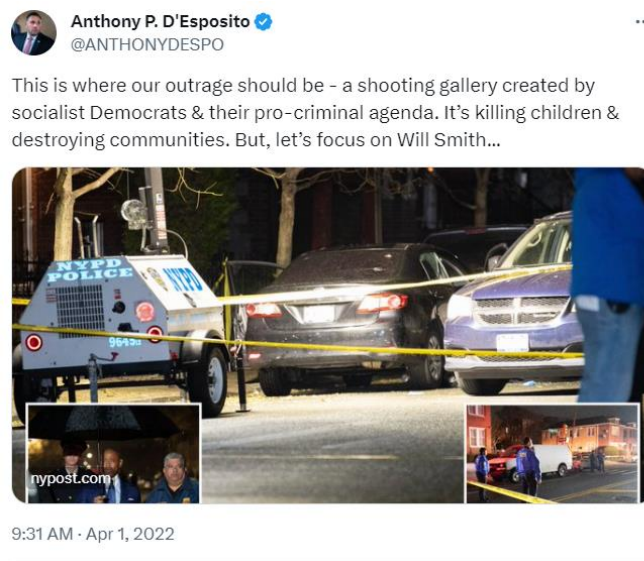 Anthony P. D'Esposito
@ANTHONYDESPO
This is where our outrage should be - a shooting gallery created by
socialist Democrats & their pro-criminal agenda. It’s killing children &
destroying communities. But, let’s focus on Will Smith...
NYPD
POLICE
NYPD
nypost.com
9:31 AM · Apr 1, 2022